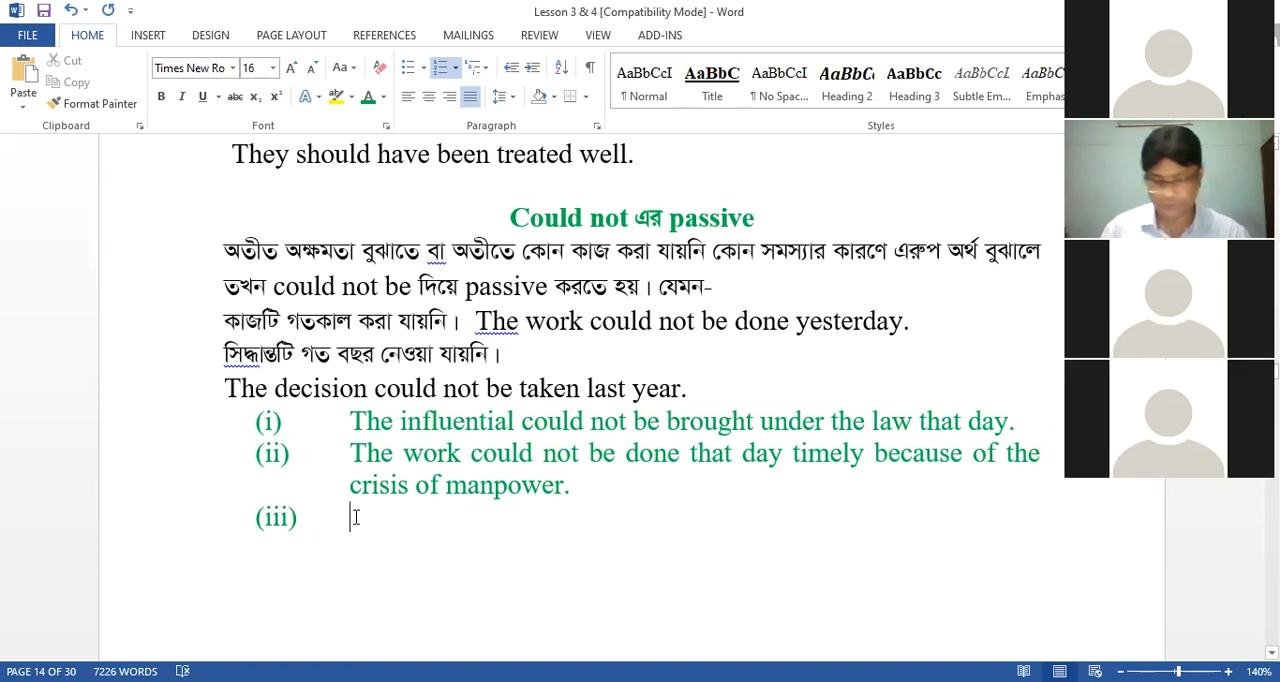 Lesson 3 & 4 [Compatibility Mode] - Word
FILE HOME INSERT DESIGN PAGE LAYOUT REFERENCES MAILINGS REVIEW VIEW ADD-INS
Paste
Cut
Copy
Format Painter
Times New Ro 16
AaBbCcI AaBbC AaBbCcI AaBbC AaBbCc AaBbCcL AaBbC
¶ Normal Title ¶ No Spac... Heading 2 Heading 3 Subtle Em... Emphas
Clipboard Font Paragraph Styles
They should have been treated well.
Could not এর passive
অতীত অক্ষমতা বুঝাতে বা অতীতে কোন কাজ করা যায়নি কোন সমস্যার কারণে এরুপ অর্থ বুঝালে
তখন could not be দিয়ে passive করতে হয়। যেমন-
কাজটি গতকাল করা যায়নি। The work could not be done yesterday.
সিদ্ধান্তটি গত বছর নেওয়া যায়নি।
The decision could not be taken last year.
(i) The influential could not be brought under the law that day.
(ii) The work could not be done that day timely because of the
crisis of manpower.
(iii)
PAGE 14 OF 30 7226 WORDS 140%